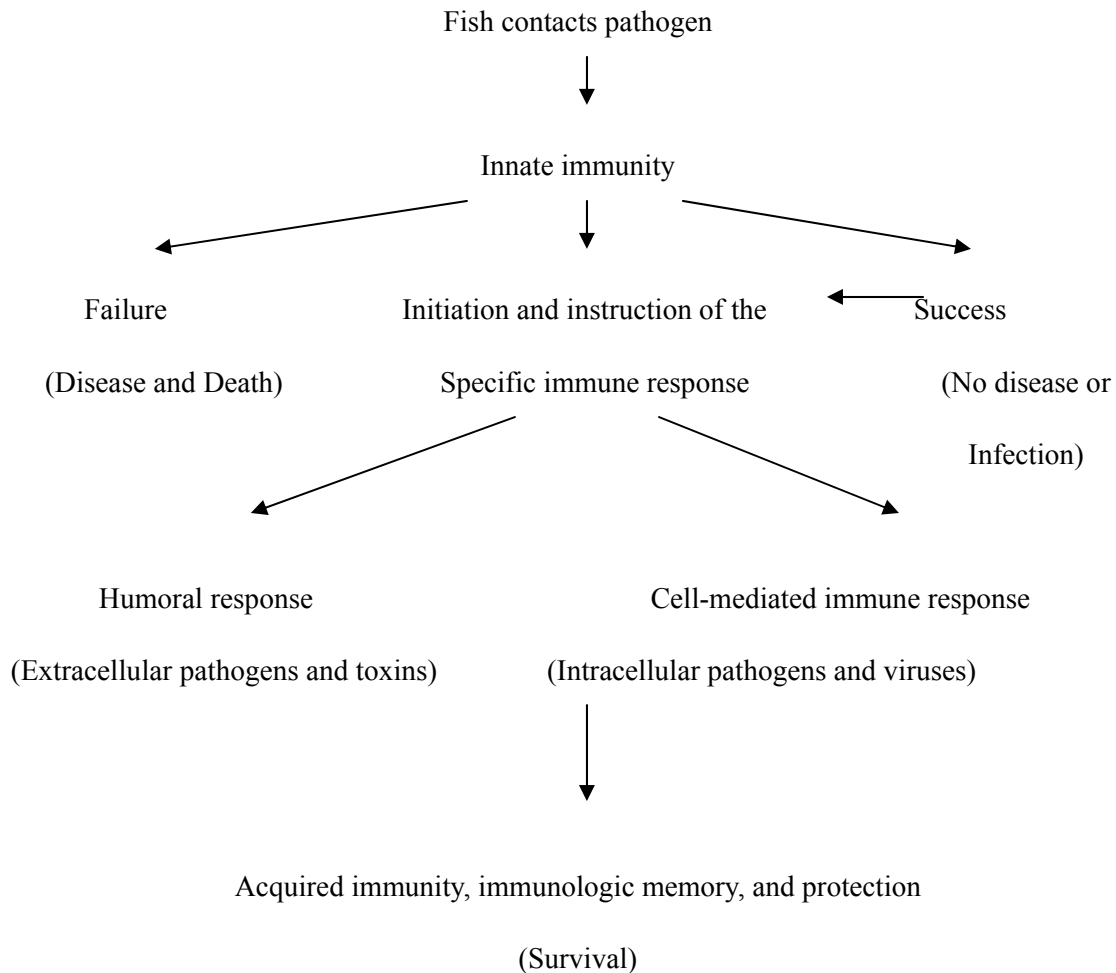 Fish contacts pathogen
Innate immunity
Failure
Initiation and instruction of the
Success
(Disease and Death)
Specific immune response
(No disease or
Infection)
Humoral response
Cell-mediated immune response
(Extracellular pathogens and toxins)
(Intracellular pathogens and viruses)
Acquired immunity, immunologic memory, and protection
(Survival)